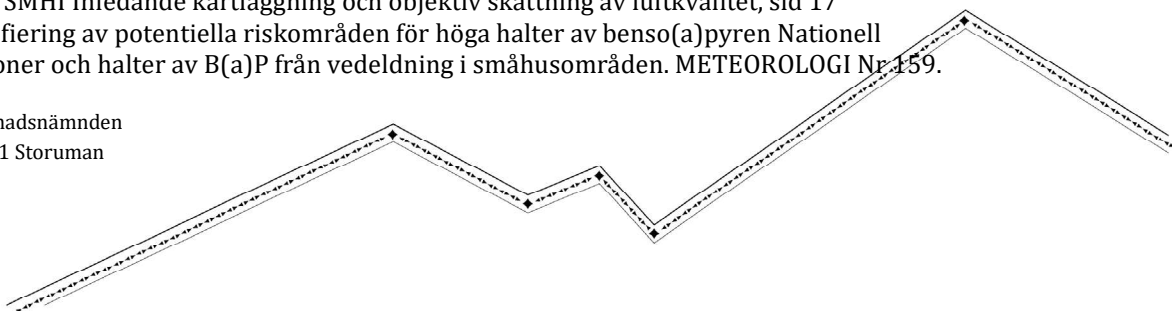 SMHI Inledande kartläggning och objektiv skattning av luftkvalitet, sid 17
fiering av potentiella riskområden för höga halter av benso(a)pyren Nationell
oner och halter av B(a)P från vedeldning i småhusområden. METEOROLOGI Nr 159.
nadsnämnden
1 Storuman